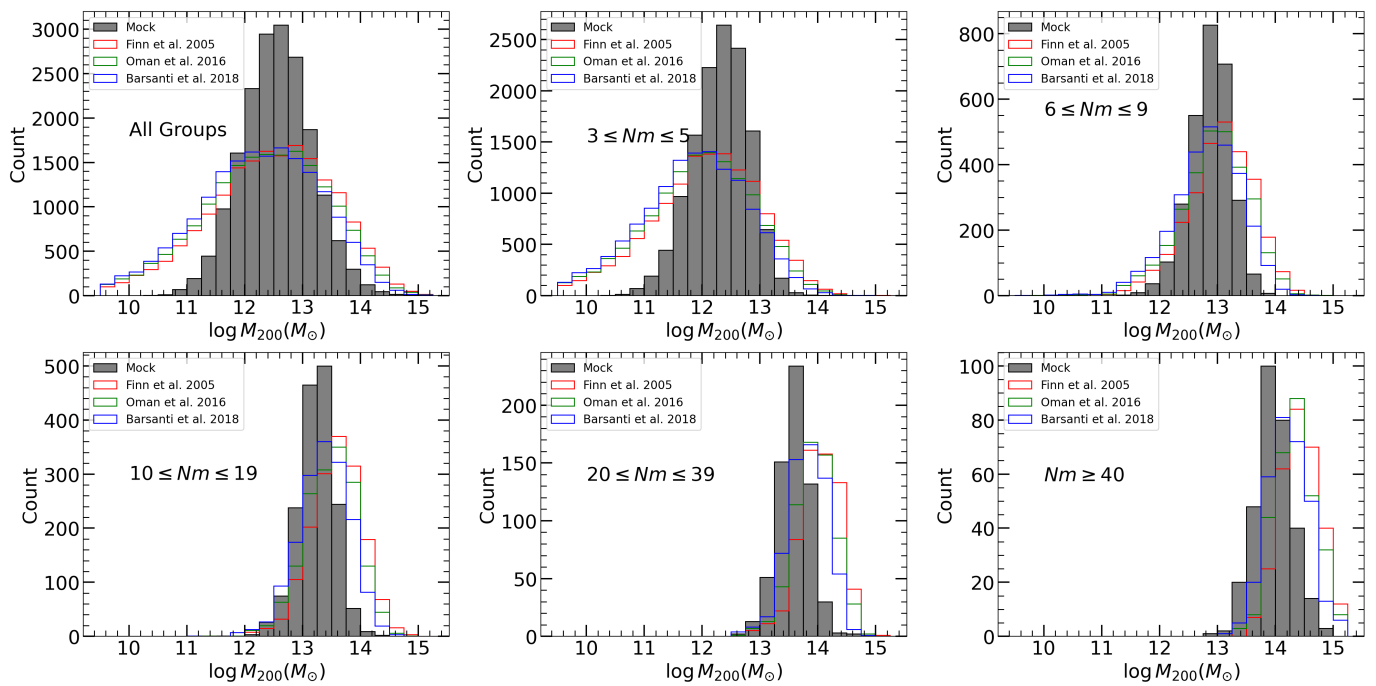 3000
2500
2000
1500
1000
500
0
Count
Mock
Finn et al. 2005
Oman et al. 2016
Barsanti et al. 2018
All Groups
10 11 12 13 14 15
log M200(M⊙)
2500
2000
1500
1000
500
0
Count
Mock
Finn et al. 2005
Oman et al. 2016
Barsanti et al. 2018
3 ≤ Nm ≤ 5
10 11 12 13 14 15
log M200(M⊙)
800
600
400
200
0
Count
Mock
Finn et al. 2005
Oman et al. 2016
Barsanti et al. 2018
6 ≤ Nm ≤ 9
10 11 12 13 14 15
log M200(M⊙)
500
400
300
200
100
0
Count
Mock
Finn et al. 2005
Oman et al. 2016
Barsanti et al. 2018
10 ≤ Nm ≤ 19
10 11 12 13 14 15
log M200(M⊙)
200
150
100
50
0
Count
Mock
Finn et al. 2005
Oman et al. 2016
Barsanti et al. 2018
20 ≤ Nm ≤ 39
10 11 12 13 14 15
log M200(M⊙)
100
80
60
40
20
0
Count
Mock
Finn et al. 2005
Oman et al. 2016
Barsanti et al. 2018
Nm ≥ 40
10 11 12 13 14 15
log M200(M⊙)